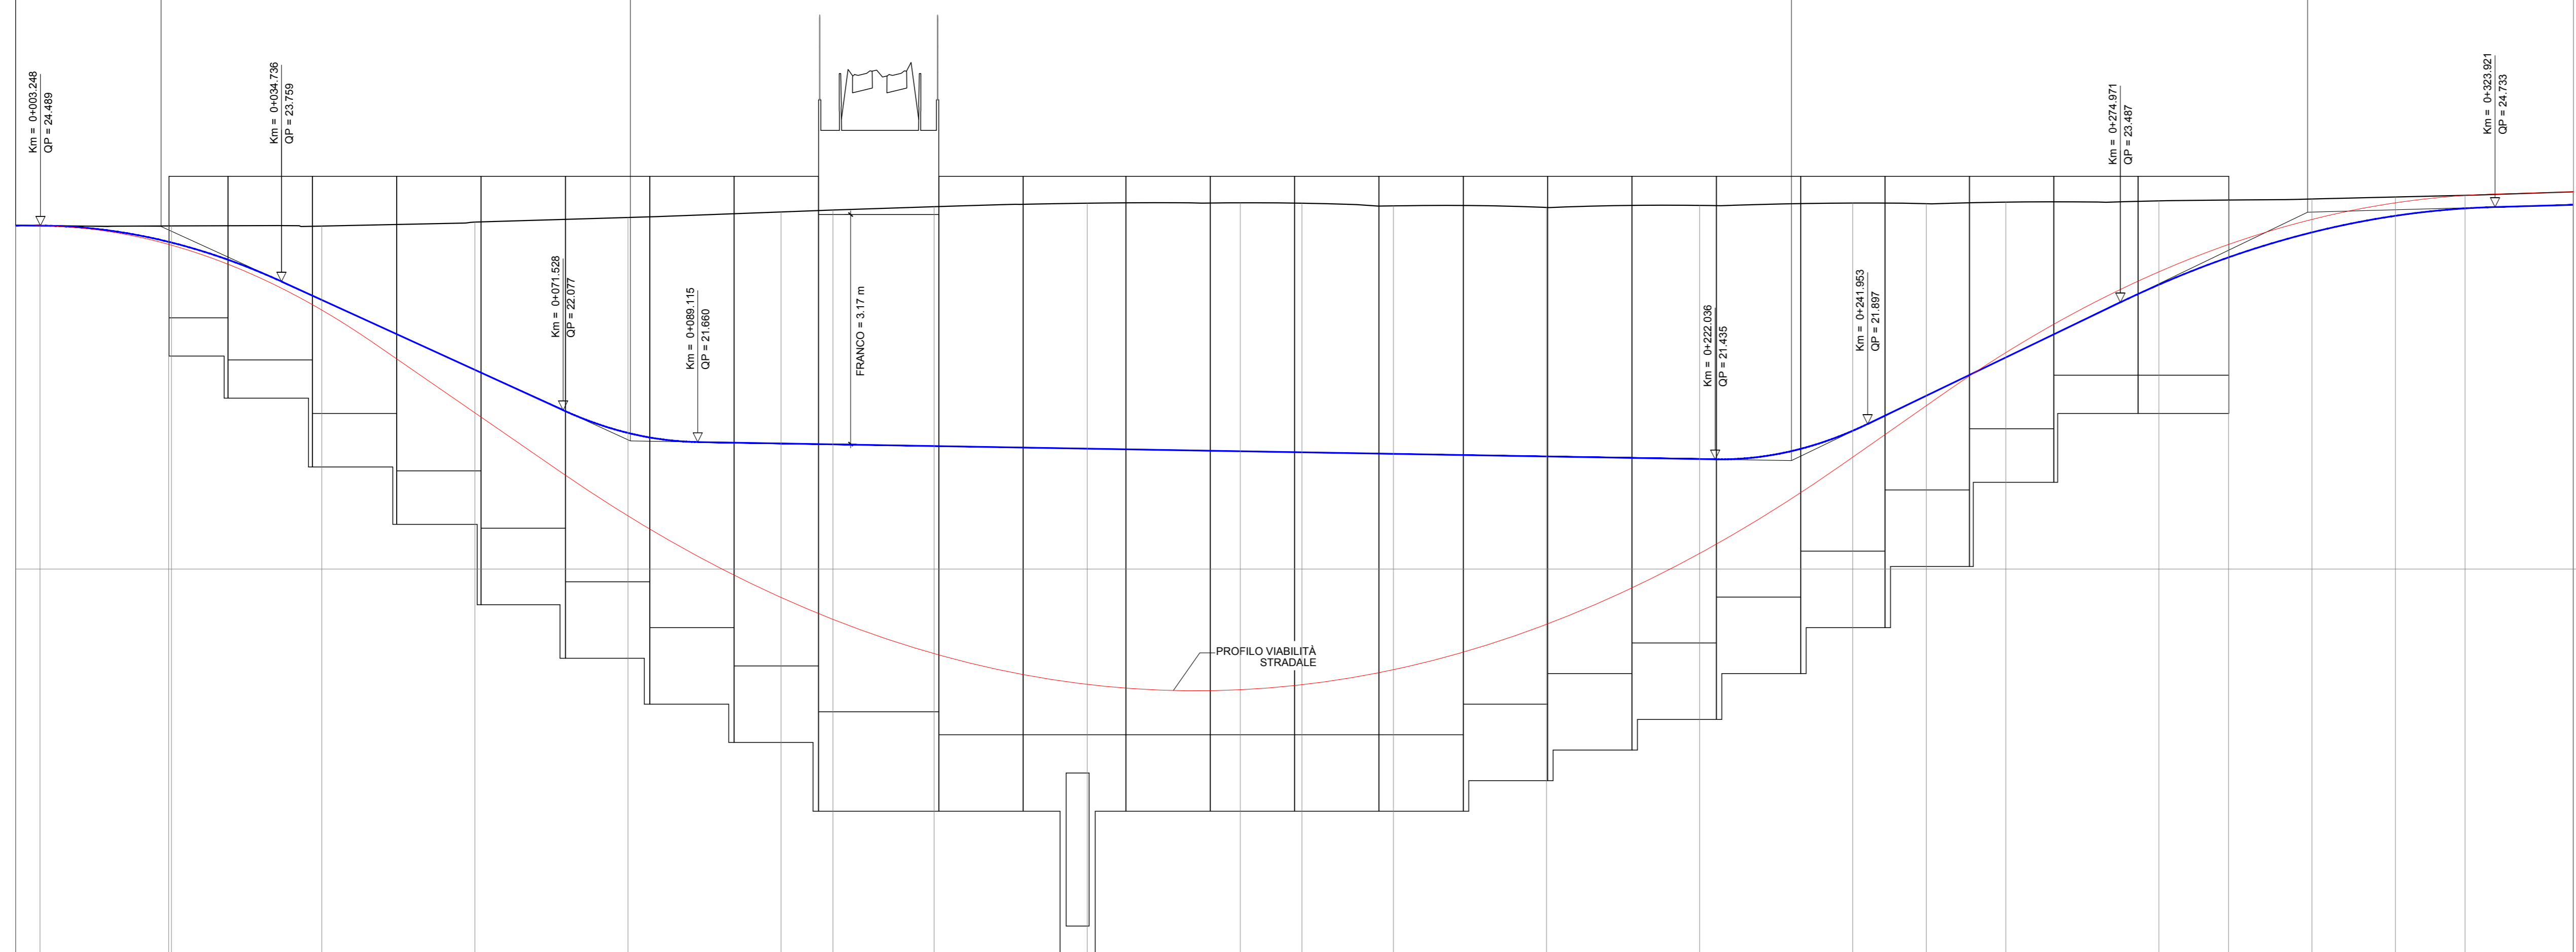 Km = 0+003.248
QP = 24.489
Km = 0+034.736
QP = 23.759
Km = 0+071.528
QP = 22.077
Km = 0+089.115
QP = 21.660
FRANCO = 3.17 m
PROFILO VIABILITÀ
STRADALE
Km = 0+222.036
QP = 21.435
Km = 0+241.953
QP = 21.897
Km = 0+274.971
QP = 23.487
Km = 0+323.921
QP = 24.733